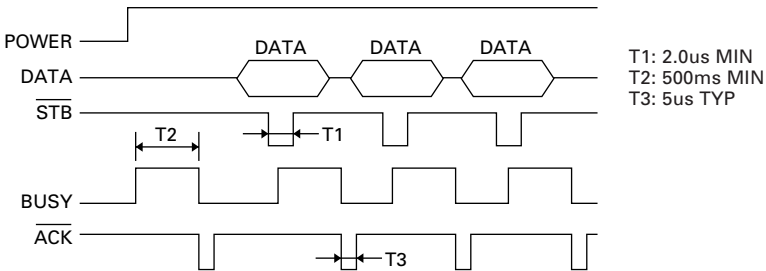 POWER
DATA DATA DATA
DATA
STB
T1
T2
BUSY
ACK
T3
T1: 2.0us MIN
T2: 500ms MIN
T3: 5us TYP